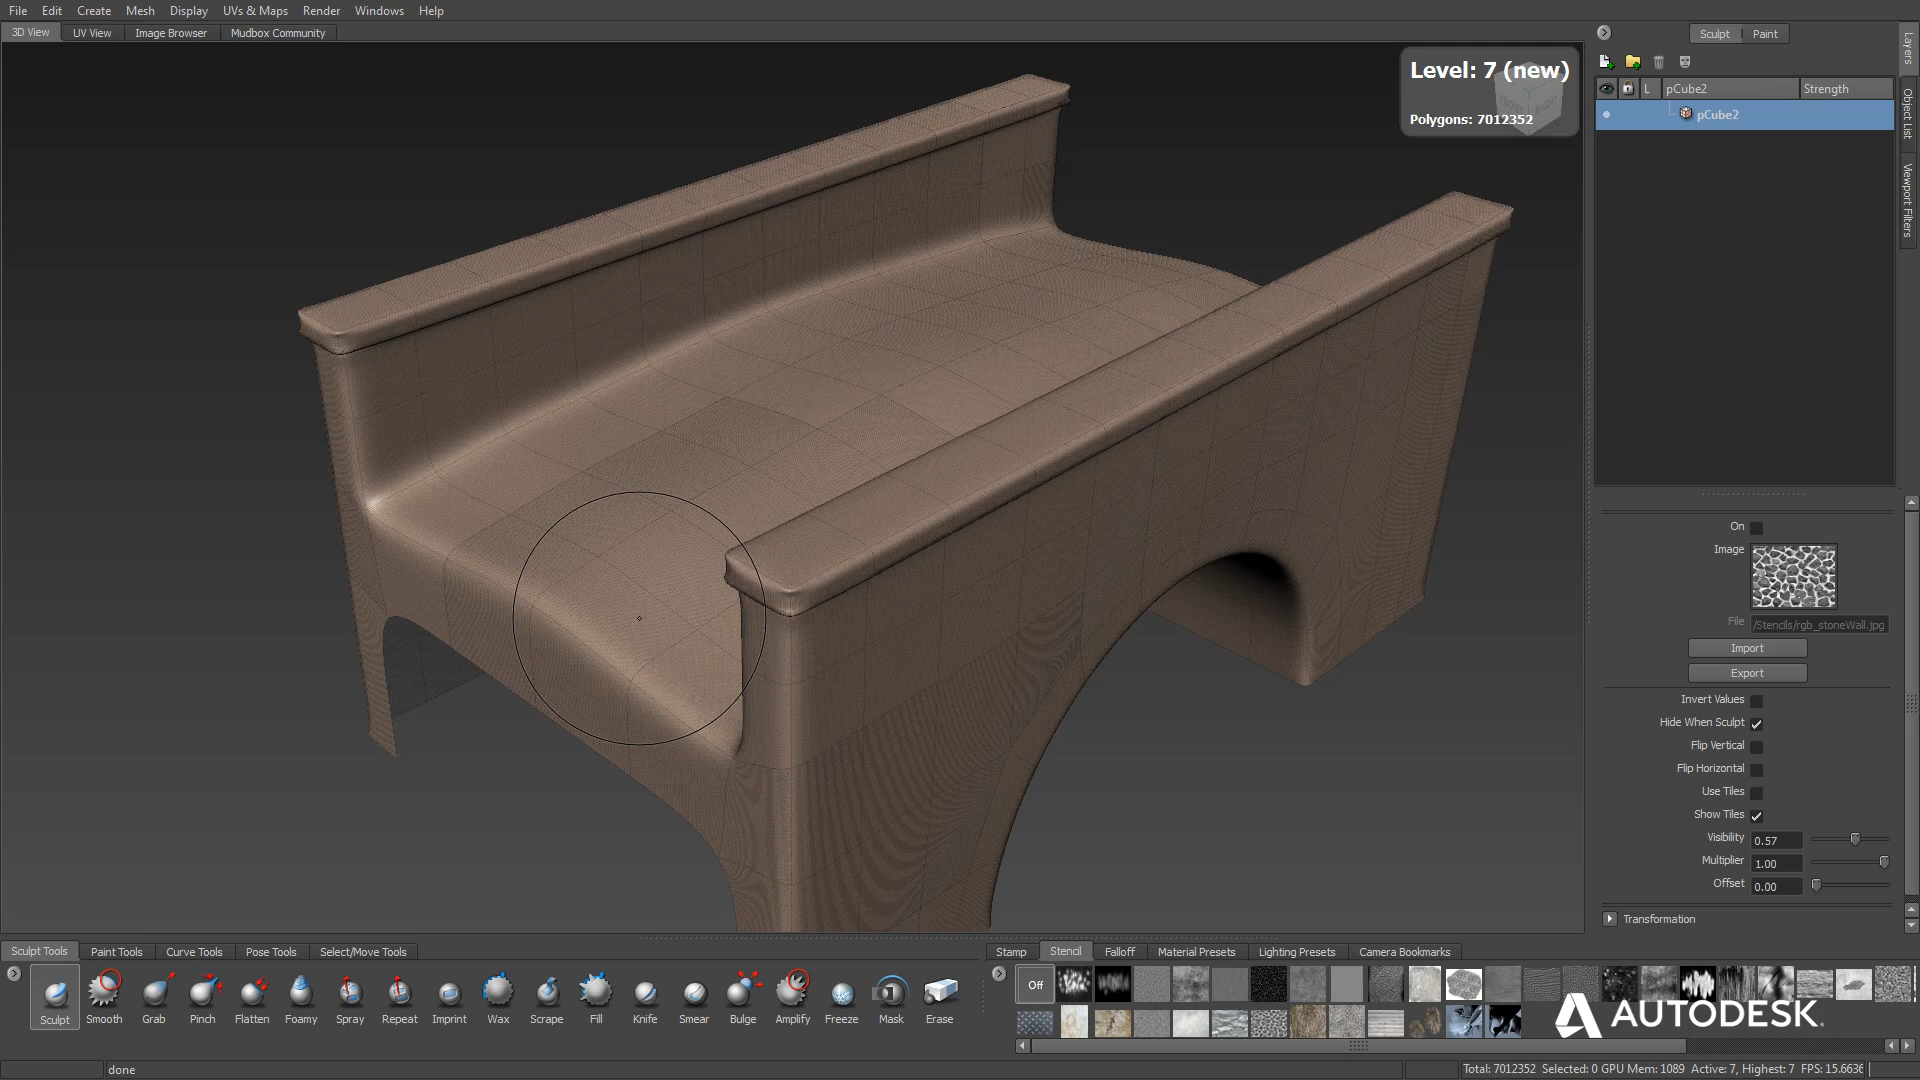 File Edit Create Mesh Display UVs & Maps Render Windows Help
3D View UV View Image Browser Mudbox Community
Level: 7 (new)
Polygons: 7012352
Sculpt Paint
L pCube2 Strength
pCube2
Layers
Object List
Viewport Filters
On
Image
File /Stencils/rgb_stoneWall.jpg
Import
Export
Invert Values
Hide When Sculpt
Flip Vertical
Flip Horizontal
Use Tiles
Show Tiles
Visibility 0.57
Multiplier 1.00
Offset 0.00
Transformation
Sculpt Tools Paint Tools Curve Tools Pose Tools Select/Move Tools
Sculpt Smooth Grab Pinch Flatten Foamy Spray Repeat Imprint Wax Scrape Fill Knife Smear Bulge Amplify Freeze Mask Erase
Stamp Stencil Falloff Material Presets Lighting Presets Camera Bookmarks
Off
AUTODESK.
done
Total: 7012352 Selected: 0 GPU Mem: 1089 Active: 7, Highest: 7 FPS: 15.6636